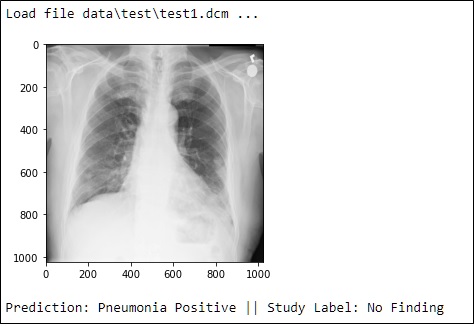 Load file data\test\test1.dcm ...
0
200
400
600
800
1000
0 200 400 600 800 1000
Prediction: Pneumonia Positive || Study Label: No Finding